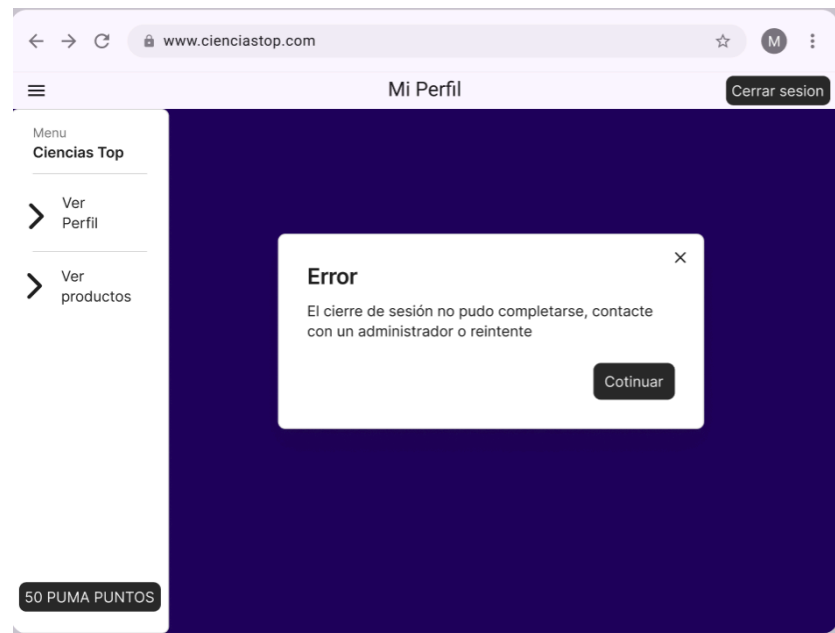 www.cienciastop.com
M
Mi Perfil
Cerrar sesion
Menu
Ciencias Top
Ver
Perfil
Ver
productos
Error
El cierre de sesión no pudo completarse, contacte
con un administrador o reintente
Cotinuar
50 PUMA PUNTOS